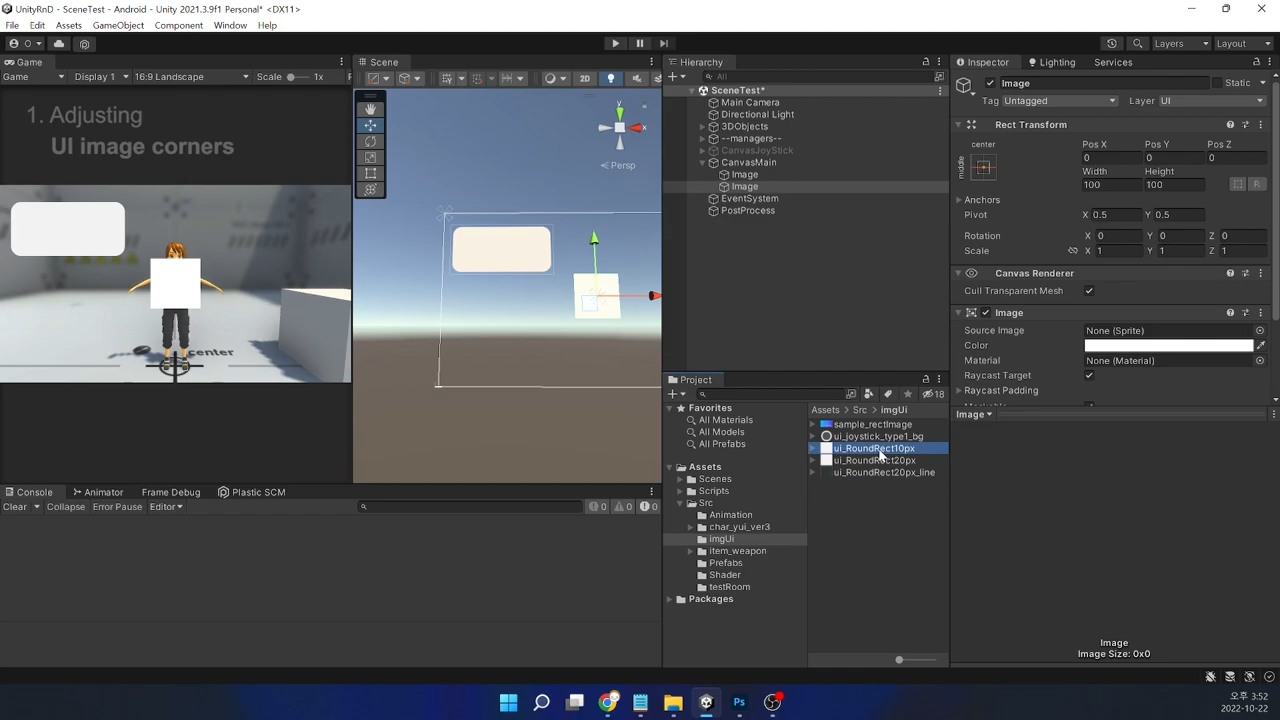 UnityRnD - SceneTest - Android - Unity 2021.3.9f1 Personal* <DX11>
File Edit Assets GameObject Component Window Help
Layers Layout
Game
Game Display 1 16:9 Landscape Scale 1x
1. Adjusting
UI image corners
center
Scene
2D
y
x
Persp
Hierarchy
All
SceneTest*
Main Camera
Directional Light
3DObjects
--managers--
CanvasJoyStick
CanvasMain
Image
Image
EventSystem
PostProcess
Project
18
Favorites
All Materials
All Models
All Prefabs
Assets
Scenes
Scripts
Src
Animation
char_yui_ver3
imgUi
item_weapon
Prefabs
Shader
testRoom
Packages
Assets > Src > imgUi
sample_rectImage
ui_joystick_type1_bg
ui_RoundRect10px
ui_RoundRect20px
ui_RoundRect20px_line
Inspector Lighting Services
Image Static
Tag Untagged Layer UI
Rect Transform
center
middle
Pos X Pos Y Pos Z
0 0 0
Width Height
100 100
R
Anchors
Pivot X 0.5 Y 0.5
Rotation X 0 Y 0 Z 0
Scale X 1 Y 1 Z 1
Canvas Renderer
Cull Transparent Mesh
Image
Source Image None (Sprite)
Color
Material None (Material)
Raycast Target
Raycast Padding
Image
Image
Image Size: 0x0
Console Animator Frame Debug Plastic SCM
Clear Collapse Error Pause Editor 0 0 0
Ps
오후 3:52
2022-10-22